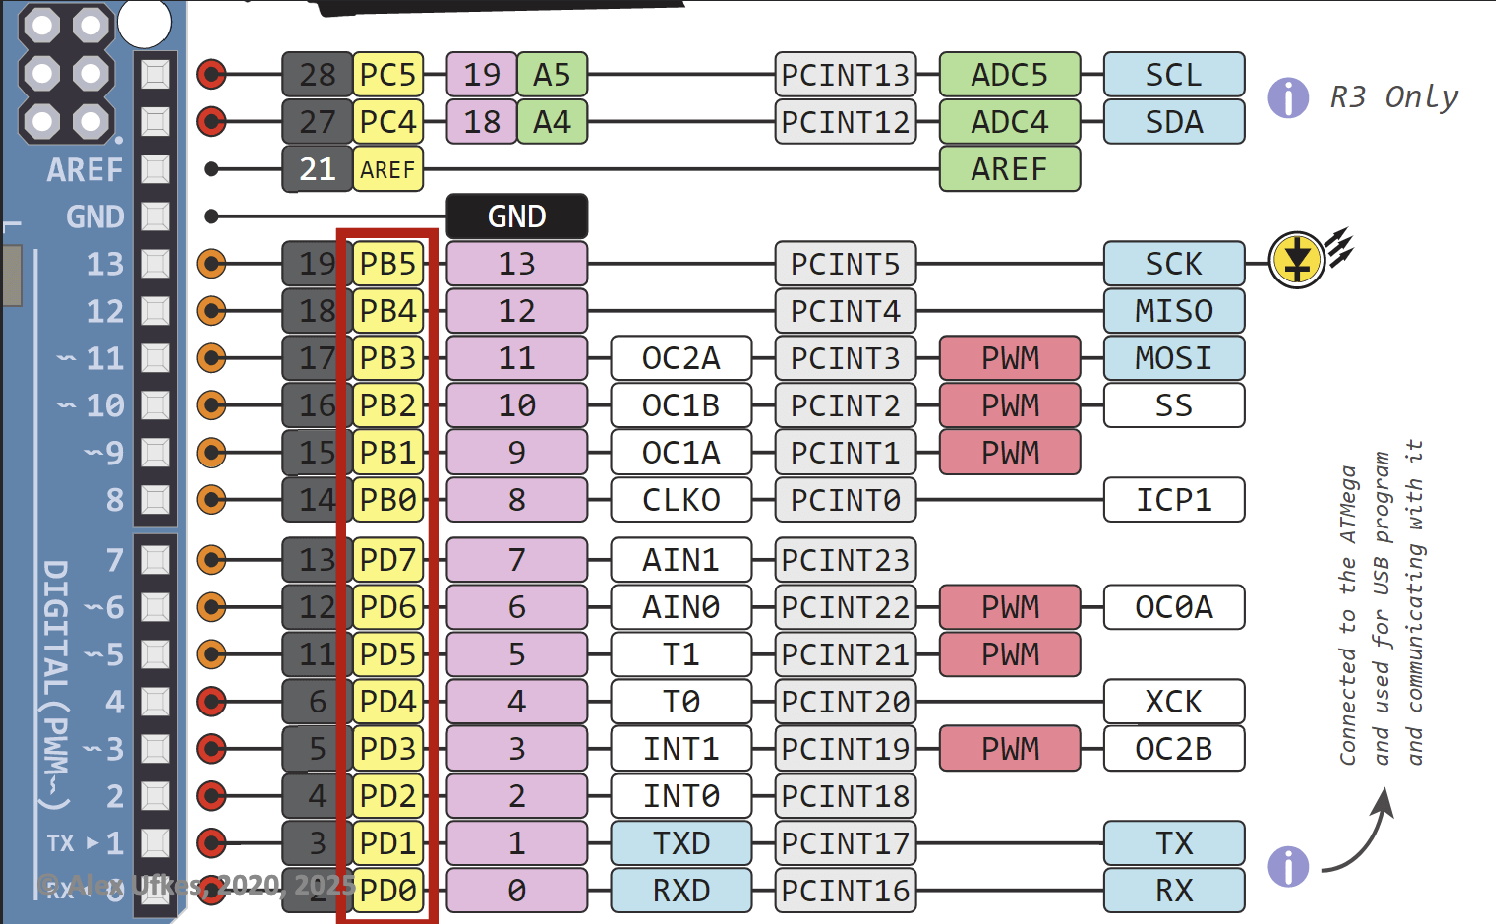 28 PC5 19 A5 PCINT13 ADC5 SCL
R3 Only
27 PC4 18 A4 PCINT12 ADC4 SDA
AREF 21 AREF AREF
GND GND
L
13 19 PB5 13 PCINT5 SCK
12 18 PB4 12 PCINT4 MISO
~11 17 PB3 11 OC2A PCINT3 PWM MOSI
~10 16 PB2 10 OC1B PCINT2 PWM SS
~9 15 PB1 9 OC1A PCINT1 PWM
8 14 PB0 8 CLKO PCINT0 ICP1
7 13 PD7 7 AIN1 PCINT23
~6 12 PD6 6 AIN0 PCINT22 PWM OC0A
~5 11 PD5 5 T1 PCINT21 PWM
4 6 PD4 4 T0 PCINT20 XCK
~3 5 PD3 3 INT1 PCINT19 PWM OC2B
2 4 PD2 2 INT0 PCINT18
TX ▶ 1 3 PD1 1 TXD PCINT17 TX
RX 0 2 PD0 0 RXD PCINT16 RX
DIGITAL (PWM~)
Connected to the ATMega
and used for USB program
and communicating with it
© Alex Ufkes, 2020, 2025